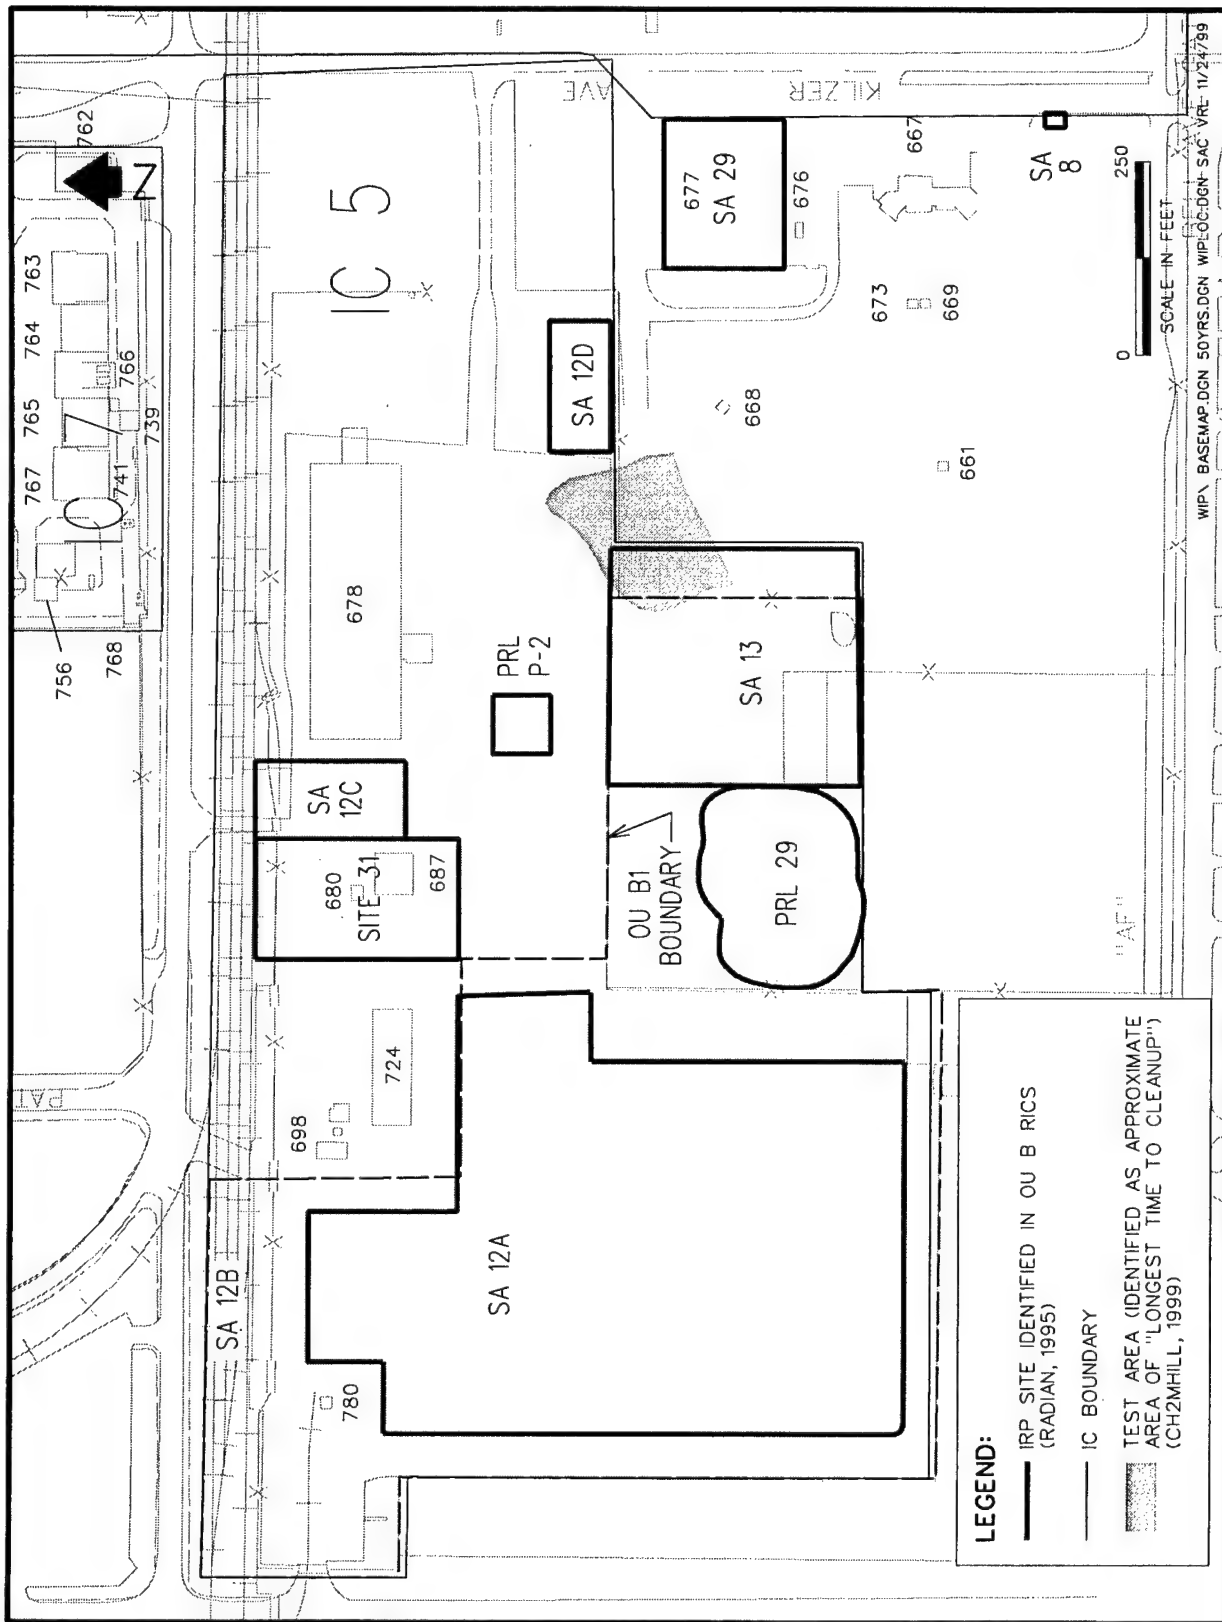 762
763
764
765
766
767
739
741
IC 7
756
768
N
PAT
IC 5
KILZER AVE
678
SA 12D
677
SA 29
676
667
673
669
668
661
SA
8
PRL
P-2
SA 13
SA
12C
SITE 31
680
687
OU B1
BOUNDARY
PRL 29
"AF"
698
724
SA 12B
SA 12A
780
0
250
SCALE IN FEET
WIP\ BASEMAP.DGN 50YRS.DGN WIPLOC.DGN SAC VRL 11/24/99
LEGEND:
IRP SITE IDENTIFIED IN OU B RICS
(RADIAN, 1995)
IC BOUNDARY
TEST AREA (IDENTIFIED AS APPROXIMATE
AREA OF "LONGEST TIME TO CLEANUP")
(CH2MHILL, 1999)